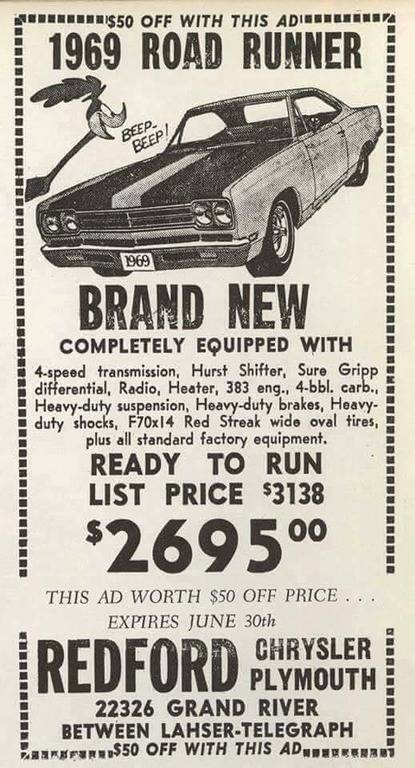 $50 OFF WITH THIS AD
1969 ROAD RUNNER
BEEP-
BEEP!
1969
BRAND NEW
COMPLETELY EQUIPPED WITH
4-speed transmission, Hurst Shifter, Sure Gripp
differential, Radio, Heater, 383 eng., 4-bbl. carb.,
Heavy-duty suspension, Heavy-duty brakes, Heavy-
duty shocks, F70x14 Red Streak wide oval tires,
plus all standard factory equipment.
READY TO RUN
LIST PRICE $3138
$2695 00
THIS AD WORTH $50 OFF PRICE . . .
EXPIRES JUNE 30th
REDFORD CHRYSLER
PLYMOUTH
22326 GRAND RIVER
BETWEEN LAHSER-TELEGRAPH
$50 OFF WITH THIS AD